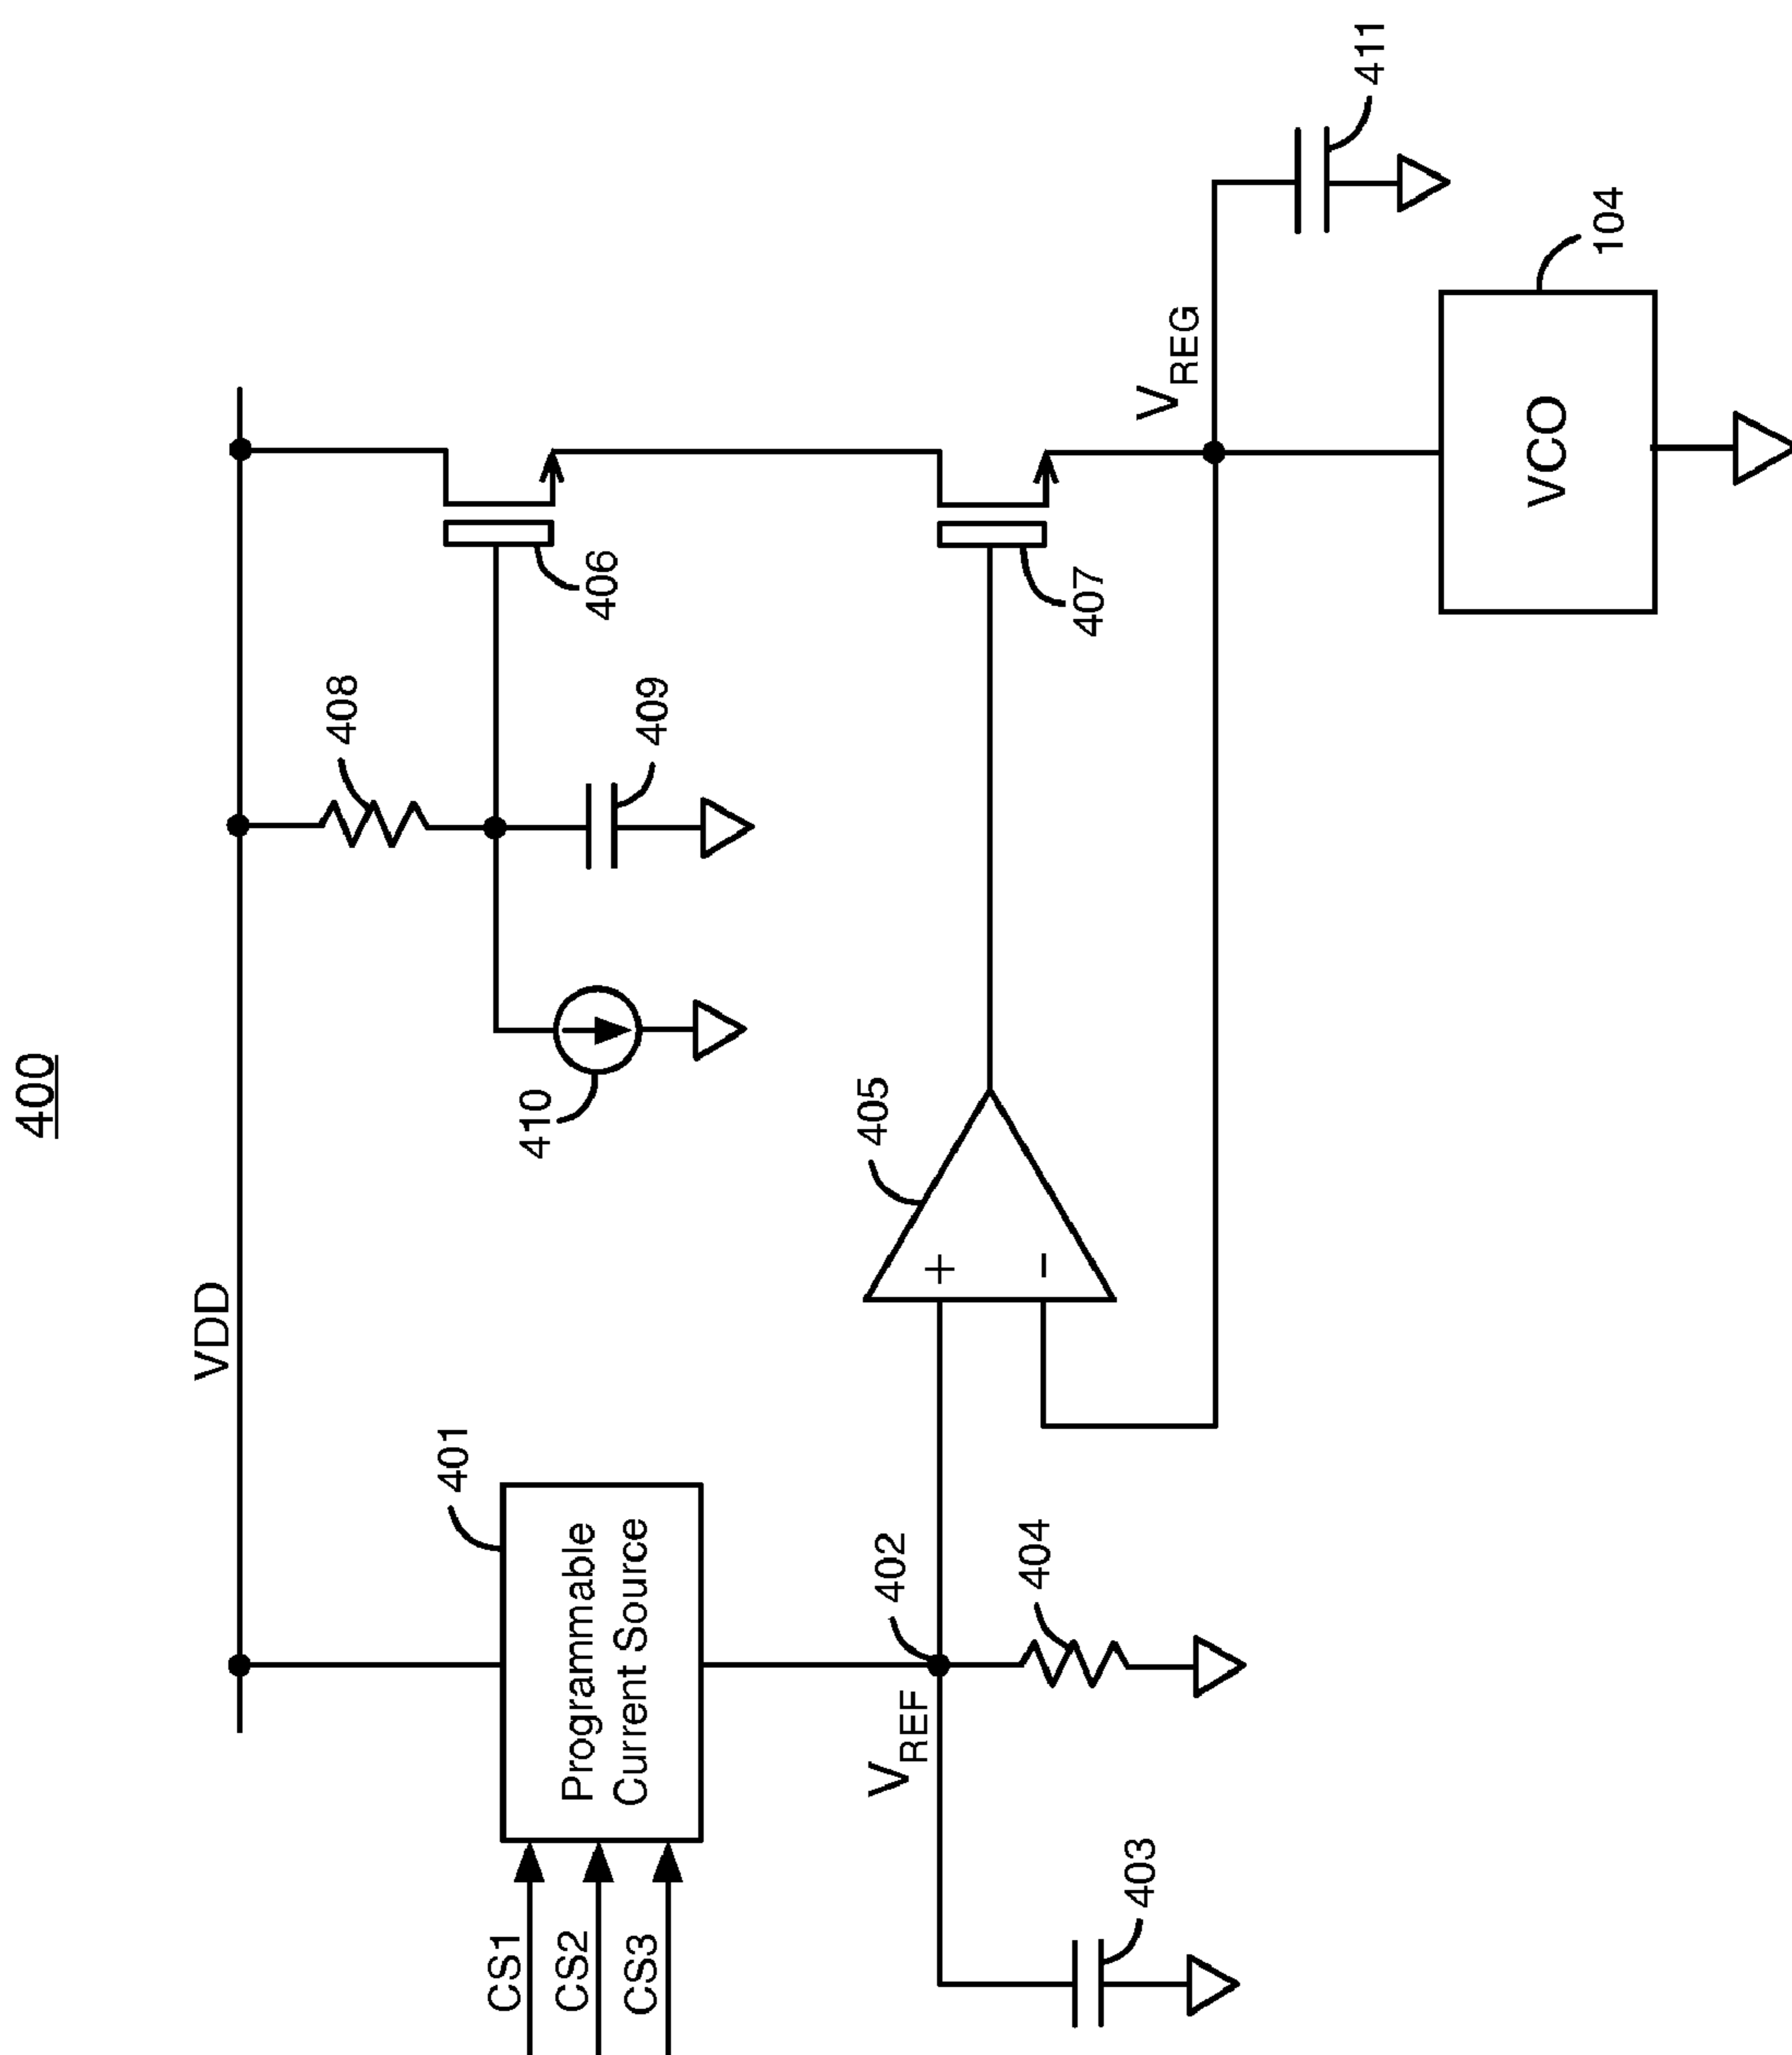 400
VDD
401
Programmable
Current Source
CS1
CS2
CS3
402
VREF
403
404
405
410
408
409
406
407
VREG
411
VCO
104
+
−